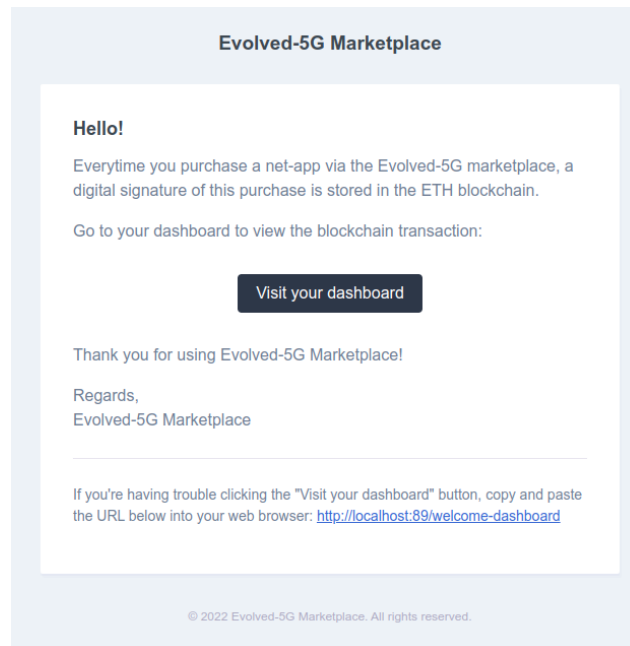 Evolved-5G Marketplace
Hello!
Everytime you purchase a net-app via the Evolved-5G marketplace, a
digital signature of this purchase is stored in the ETH blockchain.
Go to your dashboard to view the blockchain transaction:
Visit your dashboard
Thank you for using Evolved-5G Marketplace!
Regards,
Evolved-5G Marketplace
If you're having trouble clicking the "Visit your dashboard" button, copy and paste
the URL below into your web browser: http://localhost:89/welcome-dashboard
© 2022 Evolved-5G Marketplace. All rights reserved.